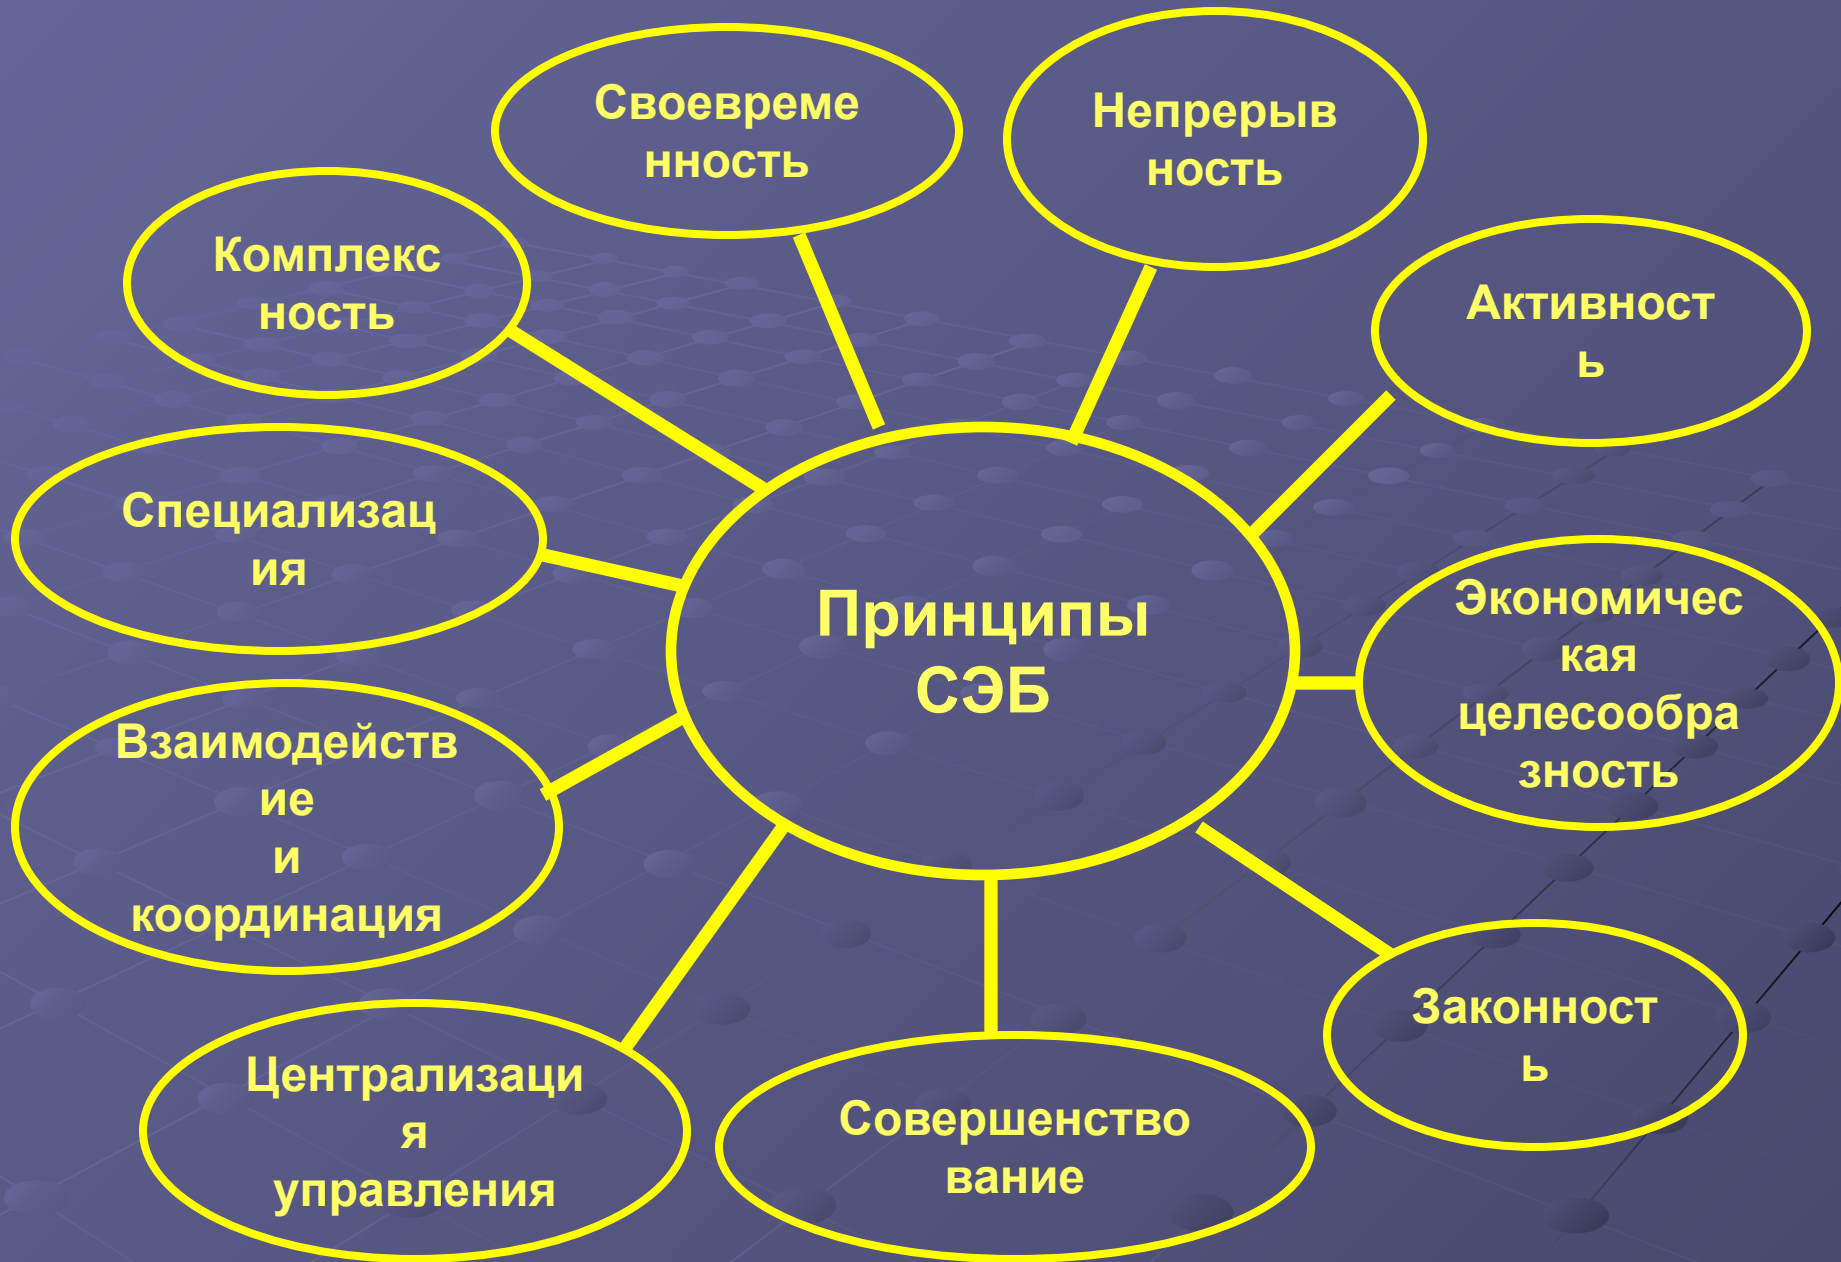 Своевреме
нность
Непрерыв
ность
Комплекс
ность
Активност
ь
Специализац
ия
Принципы
СЭБ
Экономичес
кая
целесообра
зность
Взаимодейств
ие
и
координация
Законност
ь
Централизаци
я
управления
Совершенство
вание